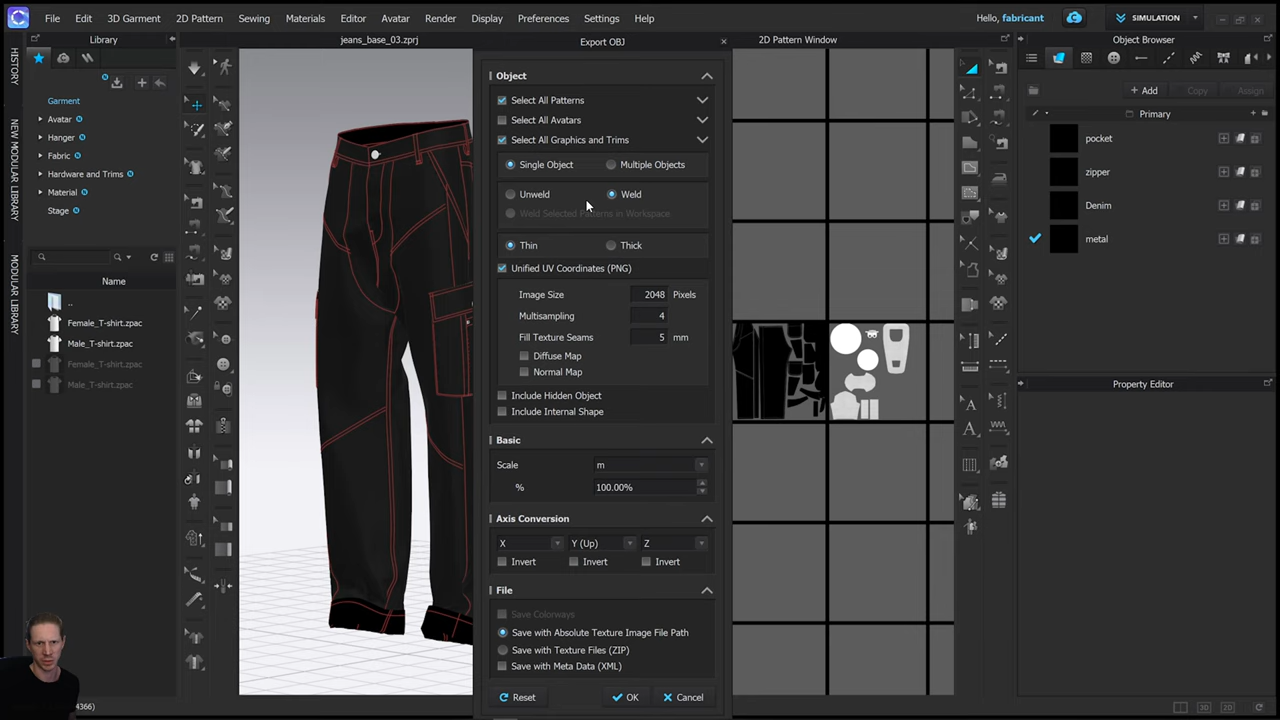 File Edit 3D Garment 2D Pattern Sewing Materials Editor Avatar Render Display Preferences Settings Help
Hello, fabricant
SIMULATION
Library
jeans_base_03.zprj
Export OBJ
2D Pattern Window
Object Browser
HISTORY
NEW MODULAR LIBRARY
MODULAR LIBRARY
Garment
Avatar
Hanger
Fabric
Hardware and Trims
Material
Stage
Name
..
Female_T-shirt.zpac
Male_T-shirt.zpac
Female_T-shirt.zpac
Male_T-shirt.zpac
Object
Select All Patterns
Select All Avatars
Select All Graphics and Trims
Single Object Multiple Objects
Unweld Weld
Weld Selected Patterns in Workspace
Thin Thick
Unified UV Coordinates (PNG)
Image Size 2048 Pixels
Multisampling 4
Fill Texture Seams 5 mm
Diffuse Map
Normal Map
Include Hidden Object
Include Internal Shape
Basic
Scale m
% 100.00%
Axis Conversion
X Y (Up) Z
Invert Invert Invert
File
Save Colorways
Save with Absolute Texture Image File Path
Save with Texture Files (ZIP)
Save with Meta Data (XML)
Reset OK Cancel
+ Add Copy Assign
Primary
pocket
zipper
Denim
metal
Property Editor
4366)
3D 2D